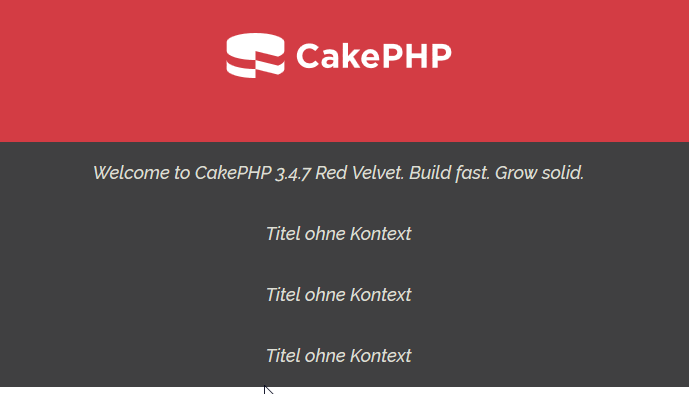 CakePHP
Welcome to CakePHP 3.4.7 Red Velvet. Build fast. Grow solid.
Titel ohne Kontext
Titel ohne Kontext
Titel ohne Kontext